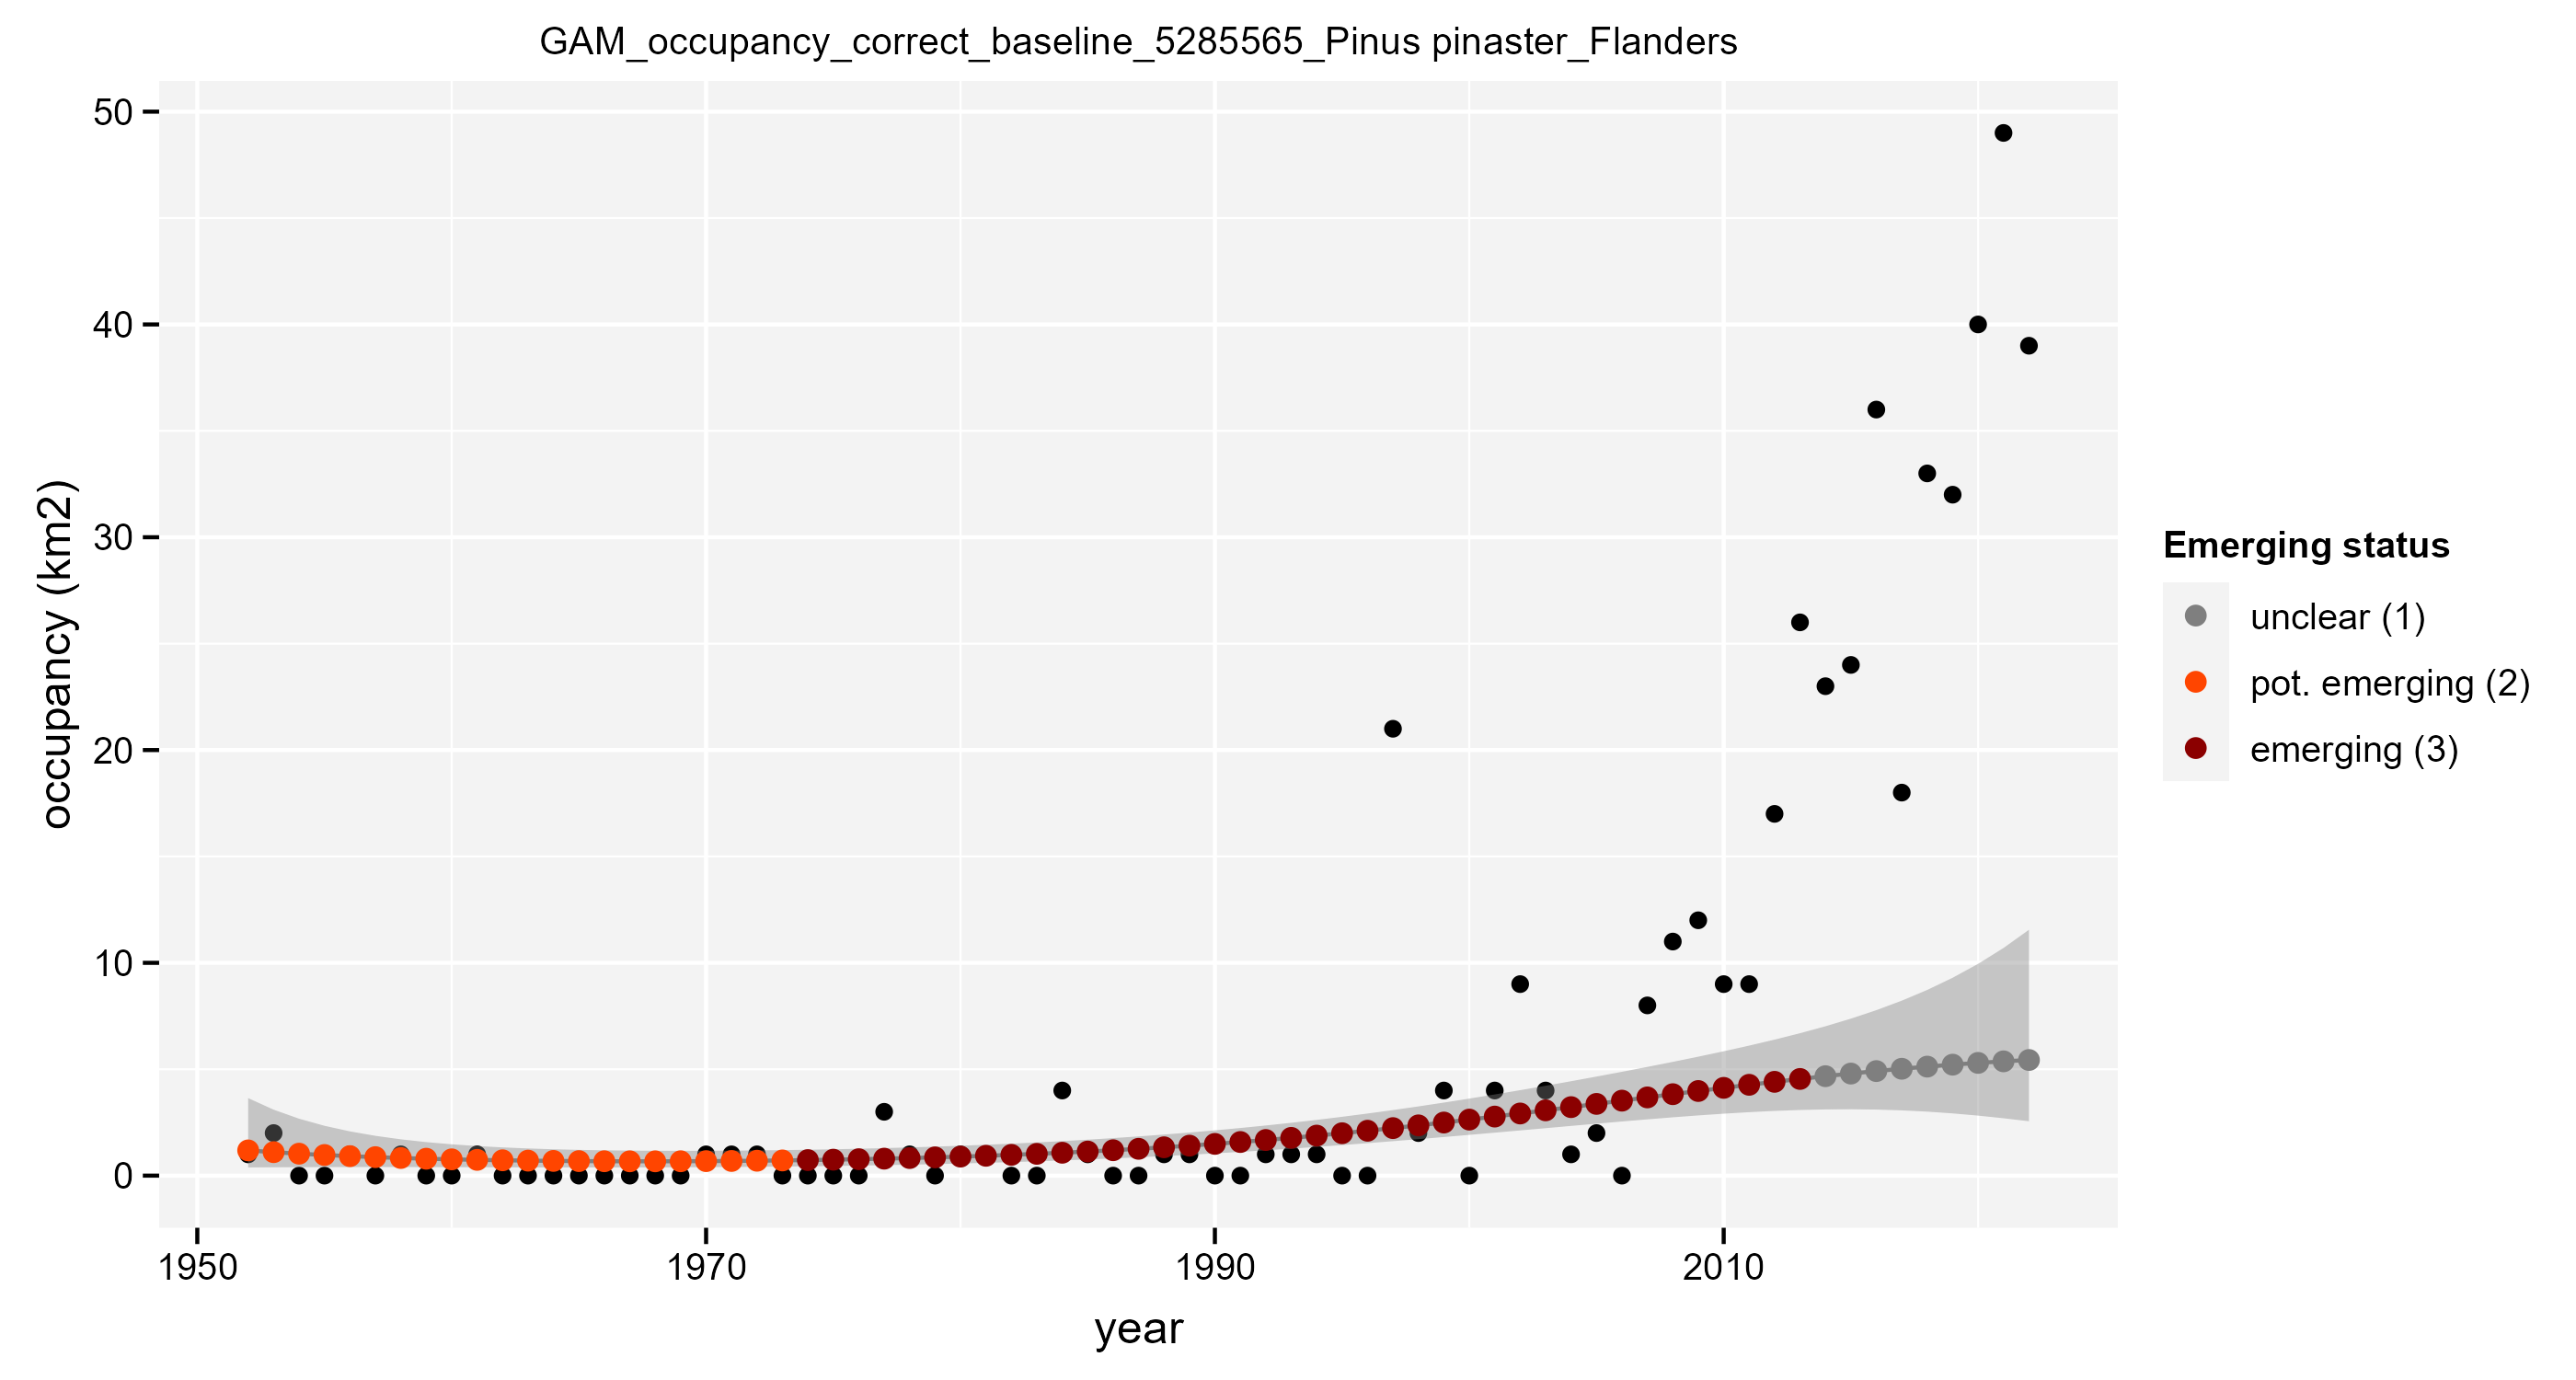 GAM_occupancy_correct_baseline_5285565_Pinus pinaster_Flanders
50
40
30
20
10
0
occupancy (km2)
1950
1970
1990
2010
year
Emerging status
unclear (1)
pot. emerging (2)
emerging (3)